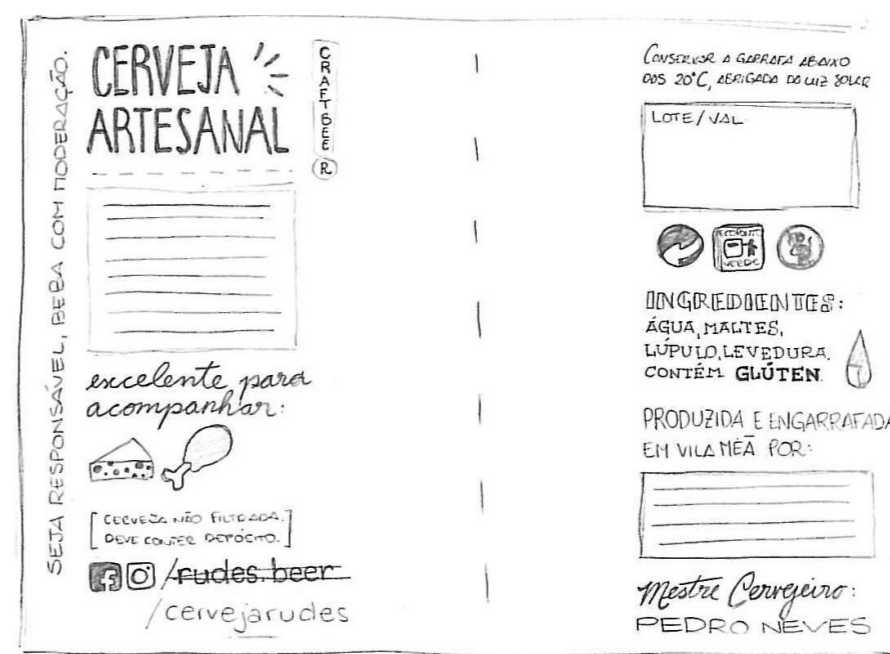 SEJA RESPONSÁVEL, BEBA COM MODERAÇÃO.
CERVEJA
ARTESANAL
CRAFTBEE
R
excelente para
acompanhar:
[ CERVEJA NÃO FILTRADA.
DEVE CONTER DEPÓSITO. ]
/rudes.beer
/cervejarudes
CONSERVAR A GARRAFA ABAIXO
DOS 20°C, ABRIGADA DA LUZ SOLAR
LOTE/VAL.
VERDE
INGREDIENTES:
ÁGUA, MALTES,
LÚPULO, LEVEDURA.
CONTÉM GLÚTEN.
PRODUZIDA E ENGARRAFADA
EM VILA MEÃ POR:
Mestre Cervejeiro:
PEDRO NEVES